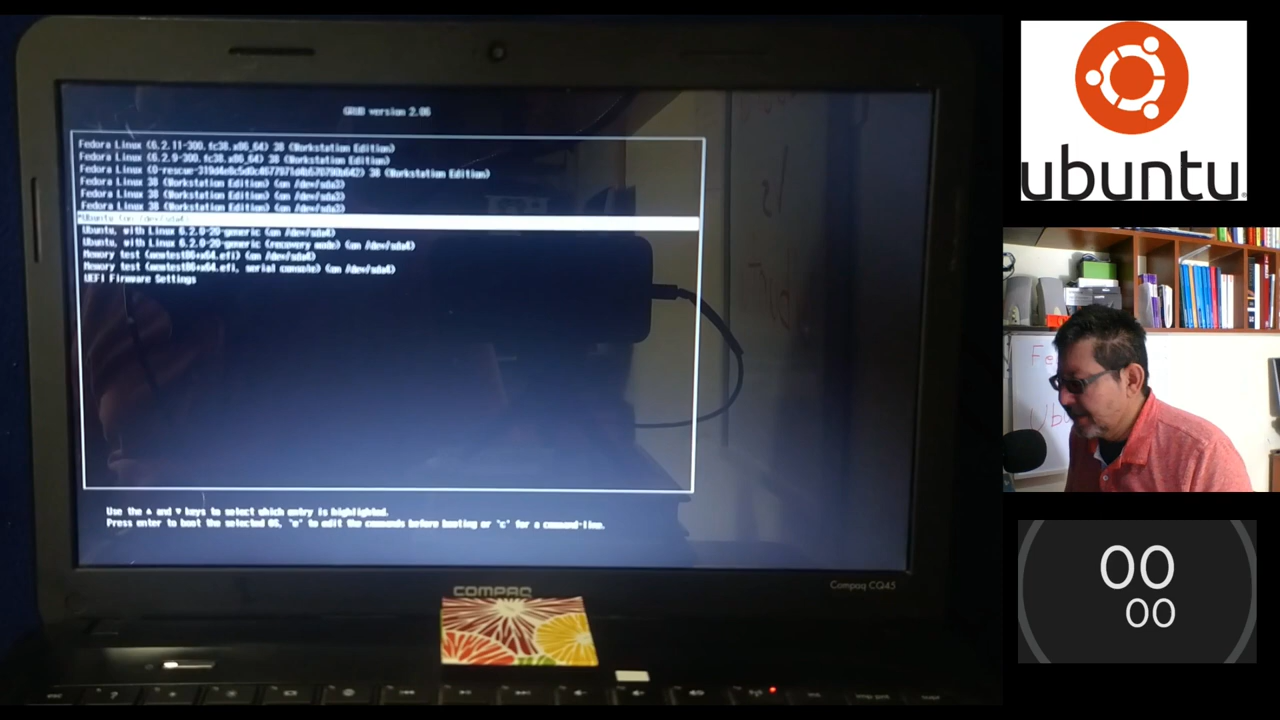 GRUB version 2.06
Fedora Linux (6.2.11-300.fc38.x86_64) 38 (Workstation Edition)
Fedora Linux (6.2.9-300.fc38.x86_64) 38 (Workstation Edition)
Fedora Linux 38 (Workstation Edition) (on /dev/sda3)
Fedora Linux 38 (Workstation Edition) (on /dev/sda3)
Fedora Linux 38 (Workstation Edition) (on /dev/sda3)
*Ubuntu (on /dev/sda4)
Ubuntu, with Linux 6.2.0-20-generic (on /dev/sda4)
Ubuntu, with Linux 6.2.0-20-generic (recovery mode) (on /dev/sda4)
Memory test (memtest86+x64.efi) (on /dev/sda4)
Memory test (memtest86+x64.efi, serial console) (on /dev/sda4)
UEFI Firmware Settings
Use the ▲ and ▼ keys to select which entry is highlighted.
Press enter to boot the selected OS, "e" to edit the commands before booting or "c" for a command-line.
COMPAQ
Compaq CQ45
esc
ubuntu
Fe
Ubu
00
00